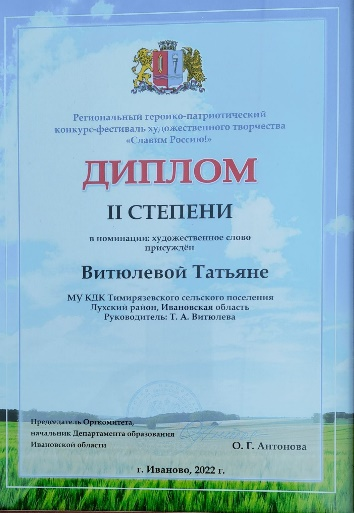 Региональный героико-патриотический
конкурс-фестиваль художественного творчества
«Славим Россию!»
ДИПЛОМ
II СТЕПЕНИ
в номинации: художественное слово
присуждён
Витюлевой Татьяне
МУ КДК Тимирязевского сельского поселения
Лухский район, Ивановская область
Руководитель: Т. А. Витюлева
Председатель Оргкомитета,
начальник Департамента образования
Ивановской области
О. Г. Антонова
г. Иваново, 2022 г.